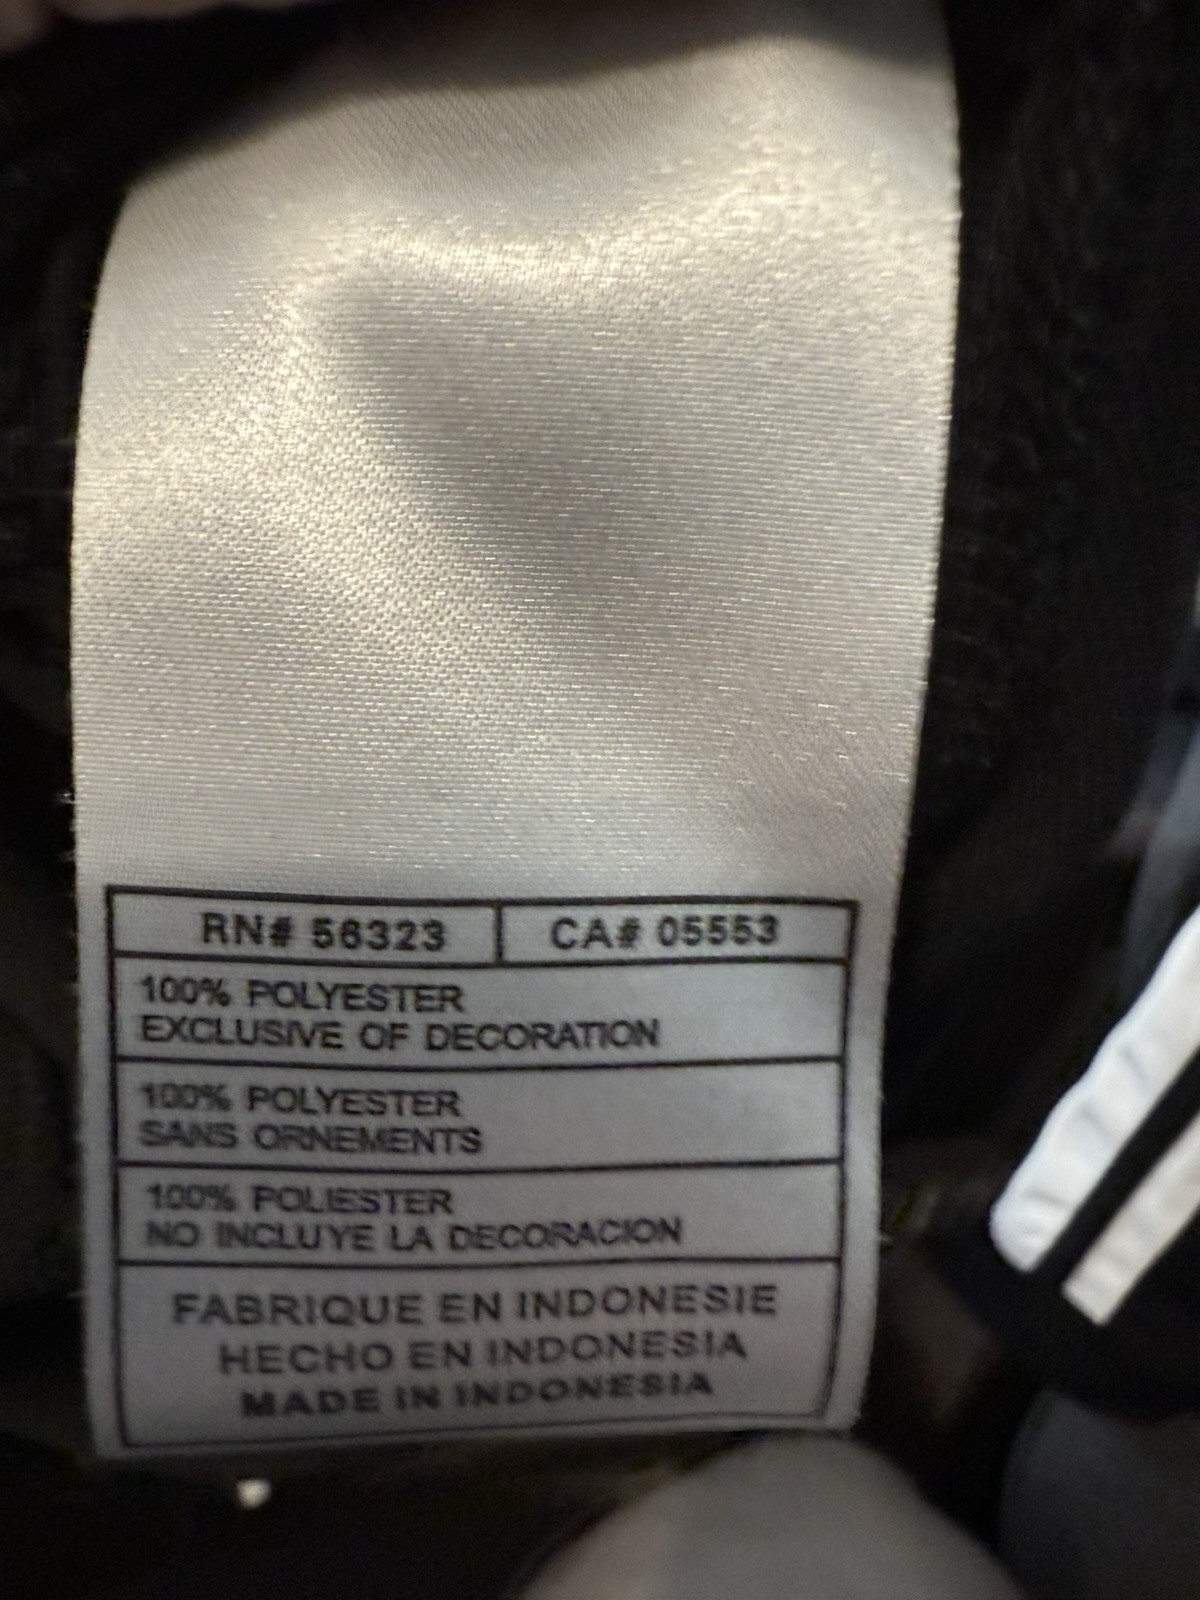 RN# 56323 CA# 05553
100% POLYESTER
EXCLUSIVE OF DECORATION
100% POLYESTER
SANS ORNEMENTS
100% POLIESTER
NO INCLUYE LA DECORACION
FABRIQUE EN INDONESIE
HECHO EN INDONESIA
MADE IN INDONESIA